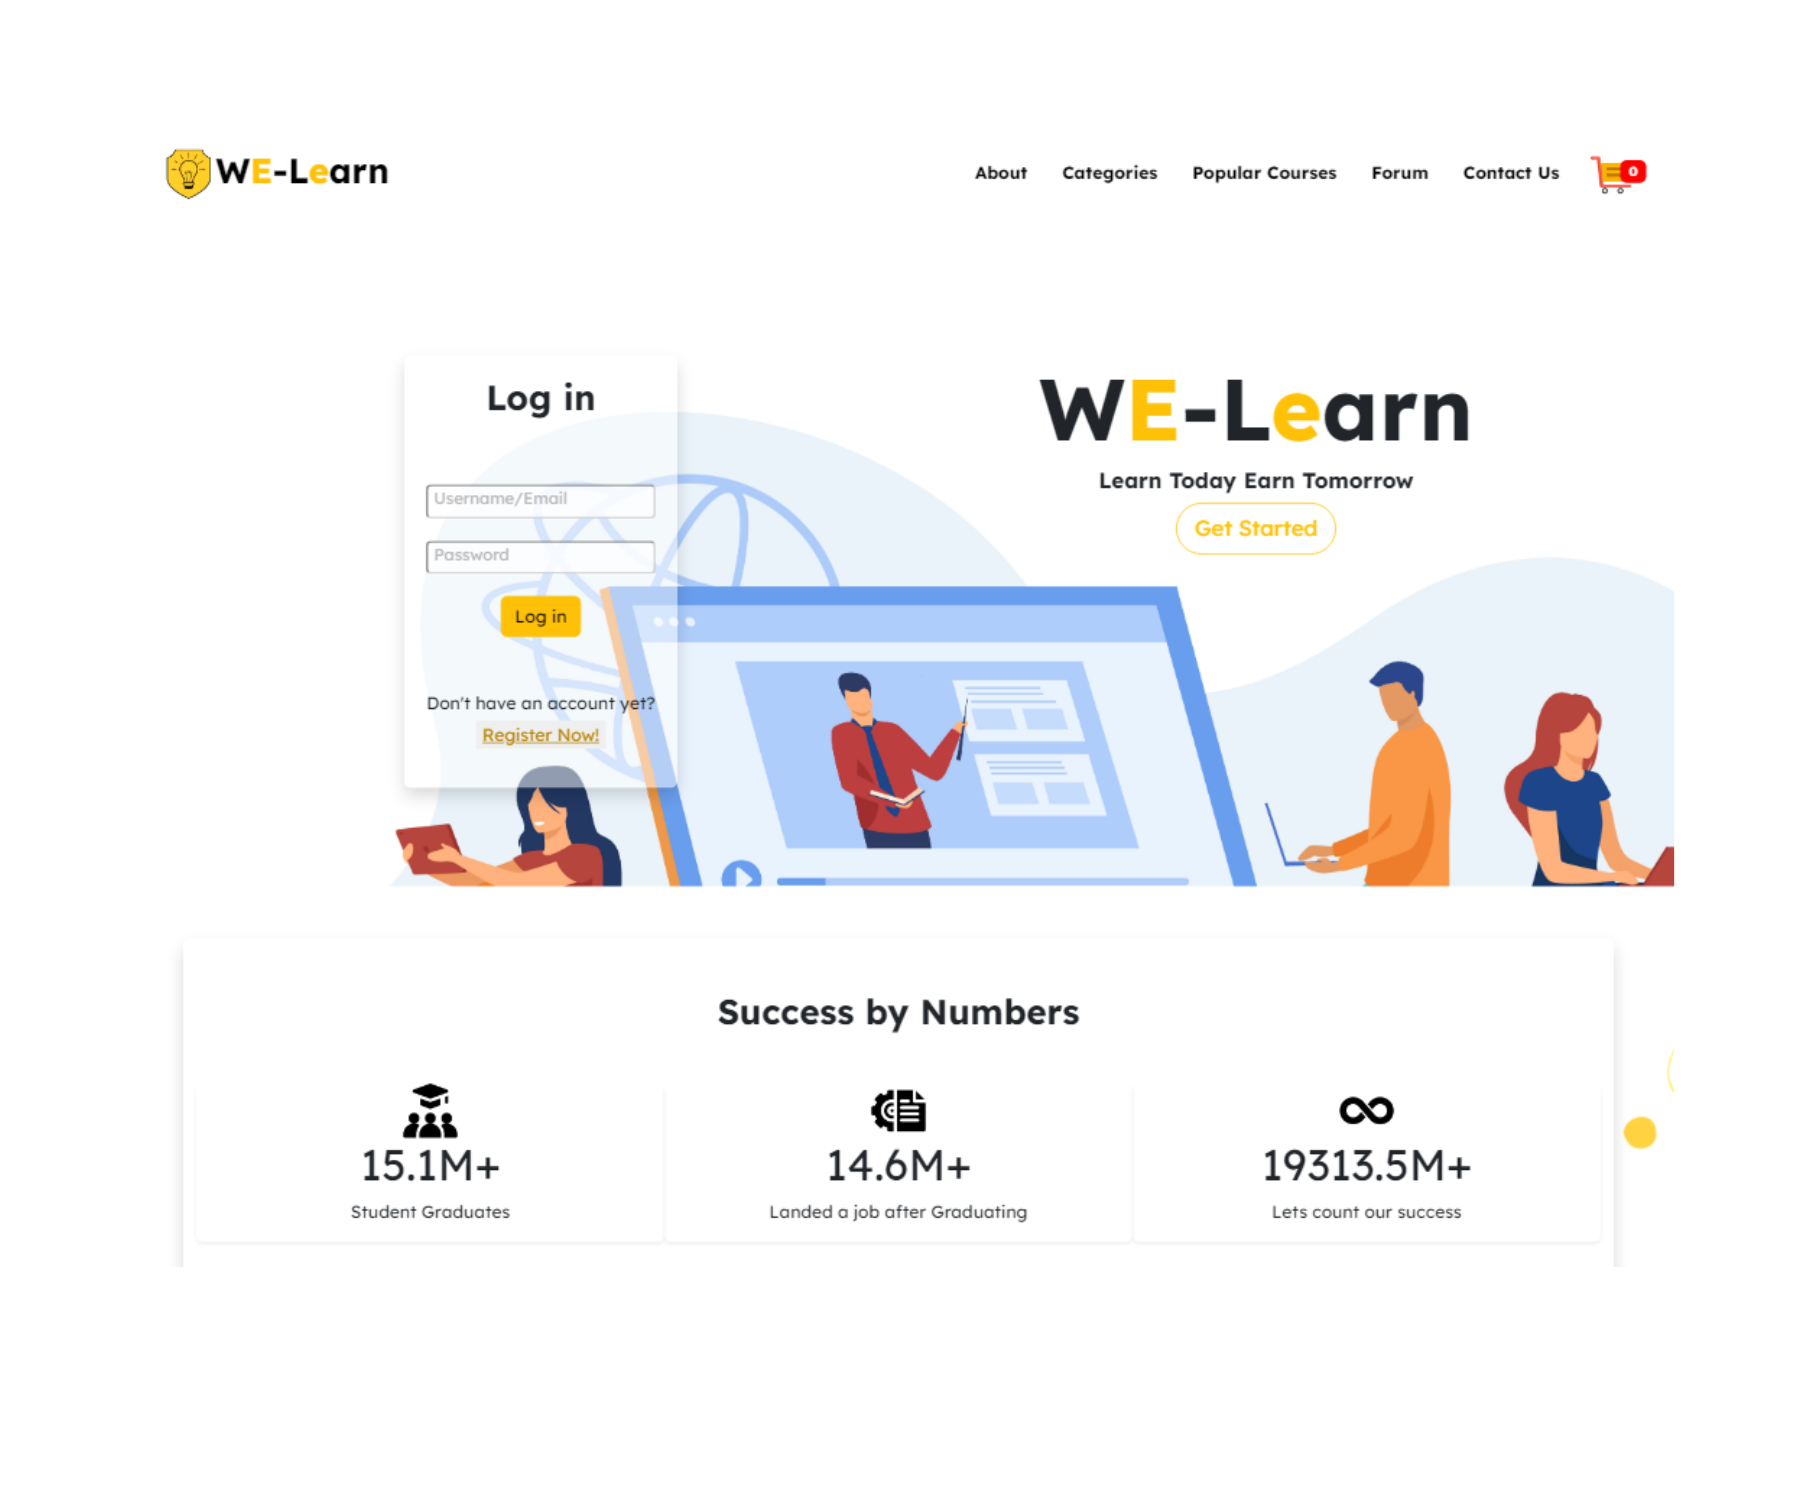 WE-Learn
About Categories Popular Courses Forum Contact Us 0
Log in
Username/Email
Password
Log in
Don't have an account yet?
Register Now!
WE-Learn
Learn Today Earn Tomorrow
Get Started
Success by Numbers
15.1M+
Student Graduates
14.6M+
Landed a job after Graduating
19313.5M+
Lets count our success